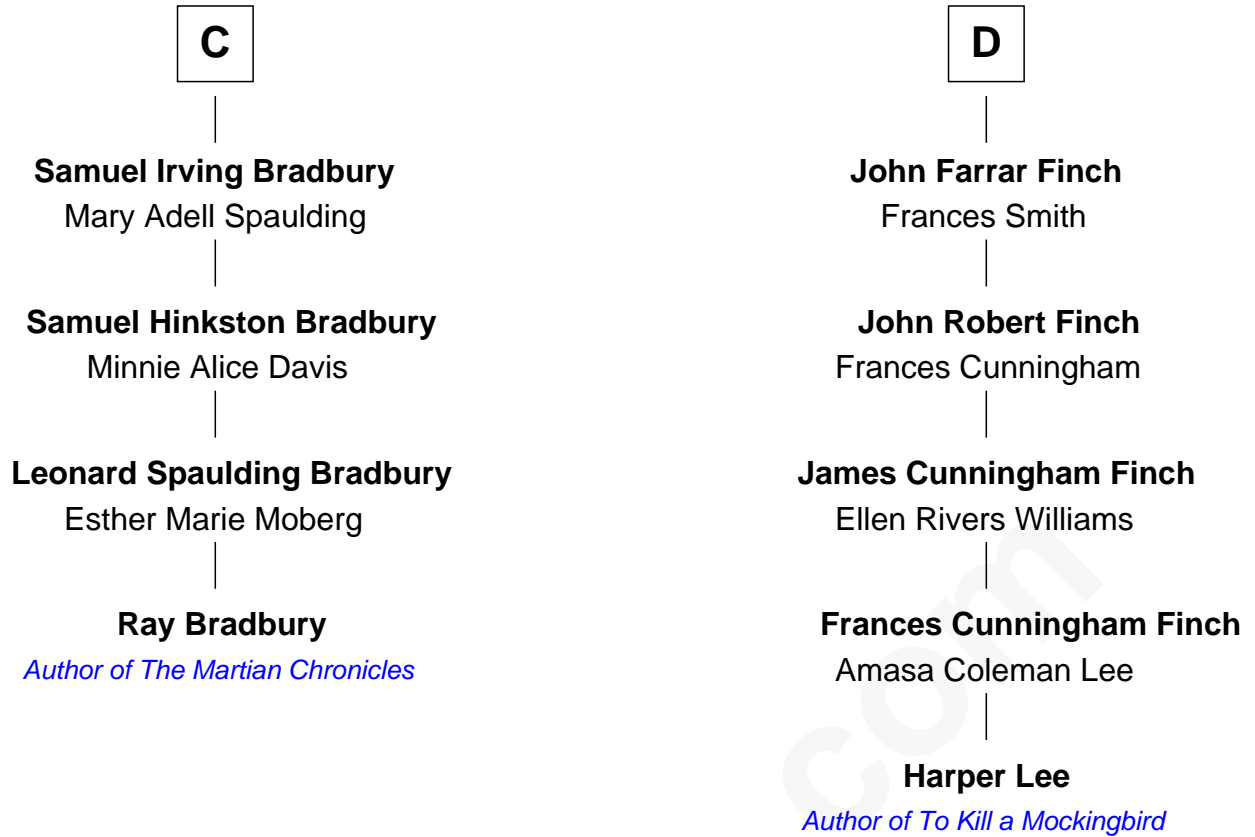 C
Samuel Irving Bradbury
Mary Adell Spaulding
Samuel Hinkston Bradbury
Minnie Alice Davis
Leonard Spaulding Bradbury
Esther Marie Moberg
Ray Bradbury
Author of The Martian Chronicles
D
John Farrar Finch
Frances Smith
John Robert Finch
Frances Cunningham
James Cunningham Finch
Ellen Rivers Williams
Frances Cunningham Finch
Amasa Coleman Lee
Harper Lee
Author of To Kill a Mockingbird
com